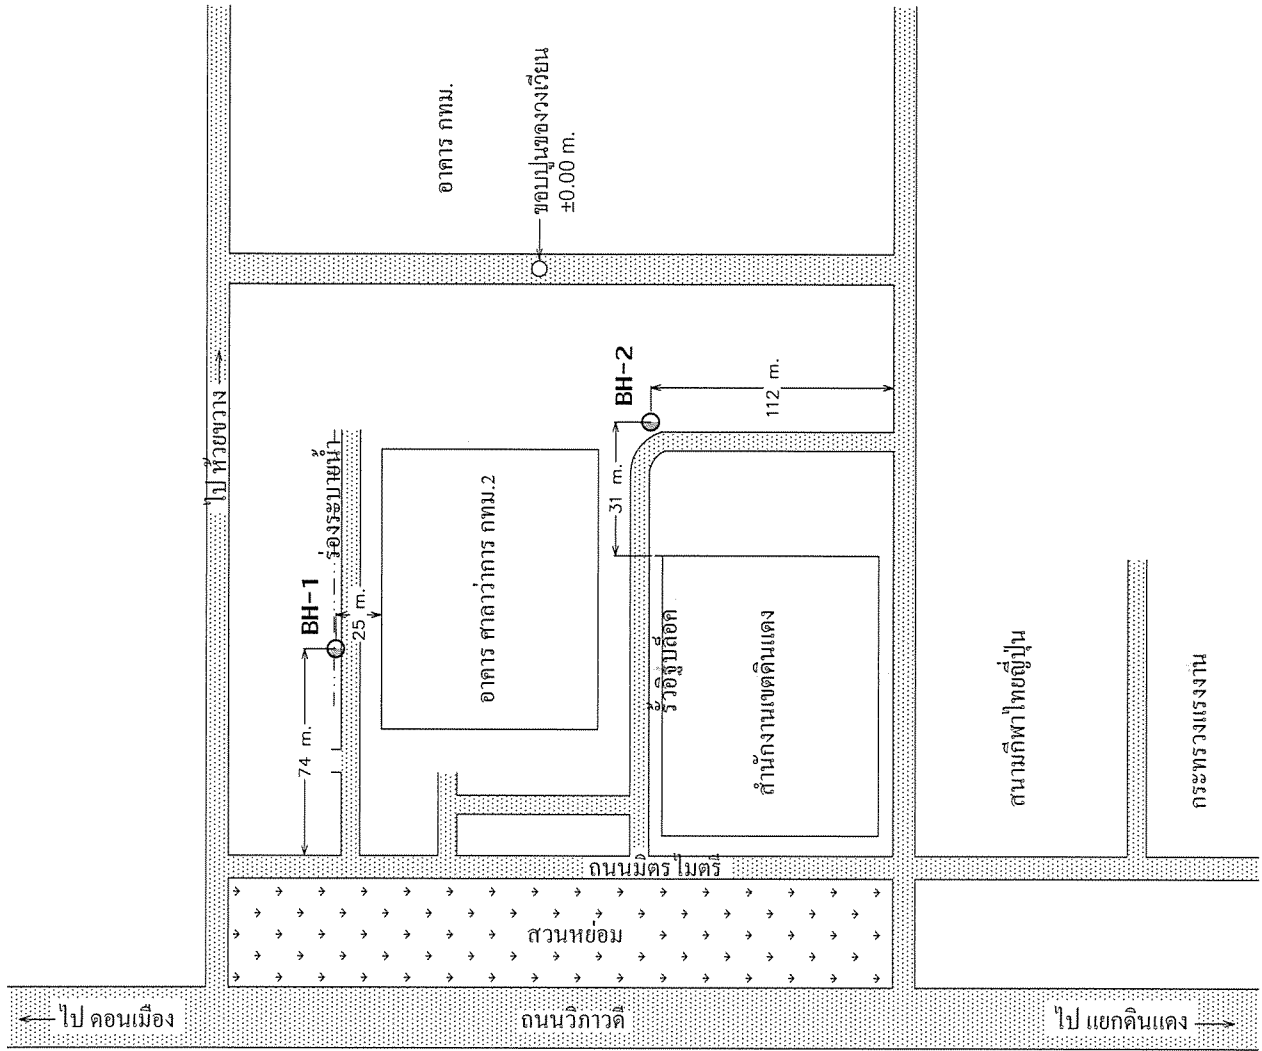 อาคาร กทม.
ขอบปูนของวงเวียน
±0.00 m.
ไป ห้วยขวาง
ร่องระบายน้ำ
BH-1
25 m.
74 m.
อาคาร ศาลาว่าการ กทม.2
BH-2
31 m.
112 m.
รั้วอิฐบล๊อค
สำนักงานเขตดินแดง
สนามกีฬาไทยญี่ปุ่น
กระทรวงแรงงาน
ถนนมิตรไมตรี
สวนหย่อม
ไป ดอนเมือง
ถนนวิภาวดี
ไป แยกดินแดง